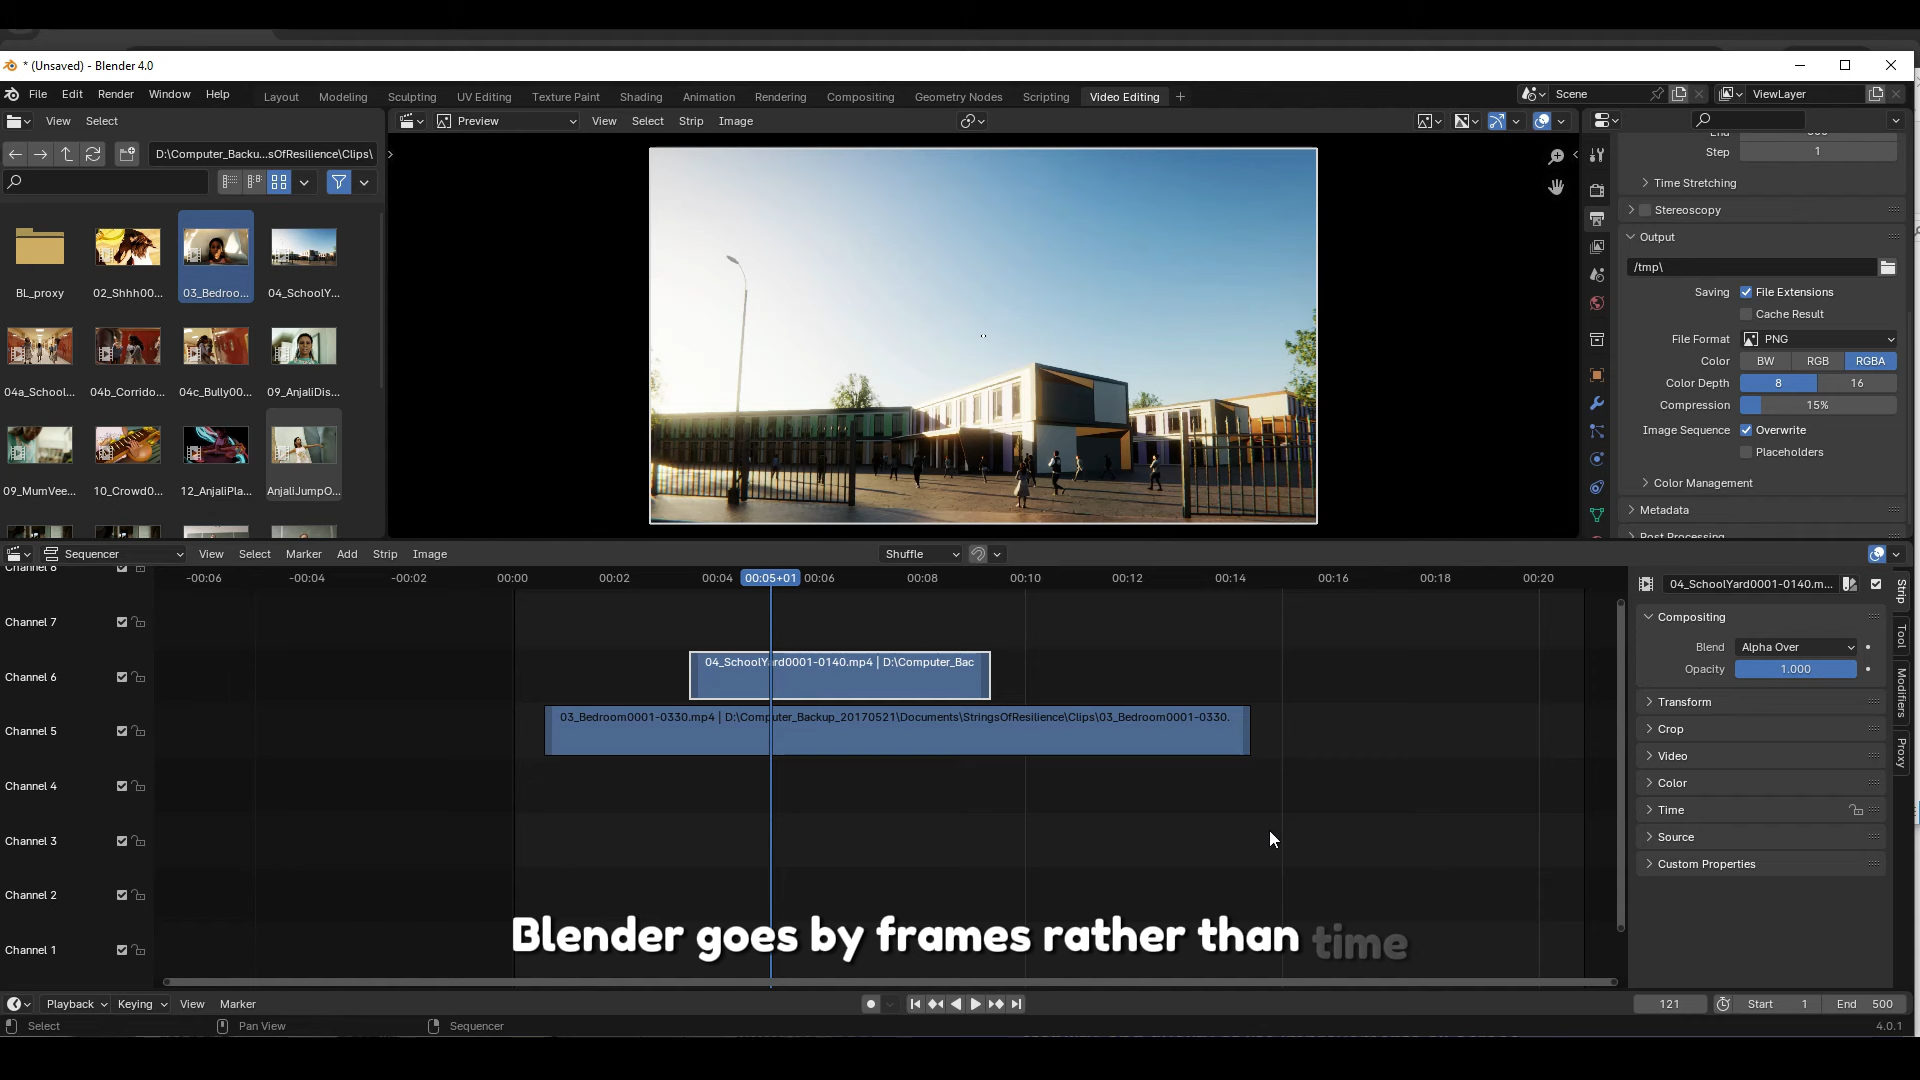 * (Unsaved) - Blender 4.0
File Edit Render Window Help
Layout Modeling Sculpting UV Editing Texture Paint Shading Animation Rendering Compositing Geometry Nodes Scripting Video Editing +
Scene
ViewLayer
View Select
Preview View Select Strip Image
D:\Computer_Backu...sOfResilience\Clips\
BL_proxy 02_Shhh00... 03_Bedroo... 04_SchoolY...
04a_School... 04b_Corrido... 04c_Bully00... 09_AnjaliDis...
09_MumVee... 10_Crowd0... 12_AnjaliPla... AnjaliJumpO...
Step 1
Time Stretching
Stereoscopy
Output
/tmp\
Saving File Extensions
Cache Result
File Format PNG
Color BW RGB RGBA
Color Depth 8 16
Compression 15%
Image Sequence Overwrite
Placeholders
Color Management
Metadata
Post Processing
Sequencer View Select Marker Add Strip Image
Shuffle
-00:06 -00:04 -00:02 00:00 00:02 00:04 00:05+01 00:06 00:08 00:10 00:12 00:14 00:16 00:18 00:20
Channel 8
Channel 7
Channel 6
Channel 5
Channel 4
Channel 3
Channel 2
Channel 1
04_SchoolYard0001-0140.mp4 | D:\Computer_Bac
03_Bedroom0001-0330.mp4 | D:\Computer_Backup_20170521\Documents\StringsOfResilience\Clips\03_Bedroom0001-0330.
04_SchoolYard0001-0140.m...
Compositing
Blend Alpha Over
Opacity 1.000
Transform
Crop
Video
Color
Time
Source
Custom Properties
Strip
Tool
Modifiers
Proxy
Blender goes by frames rather than time
Playback Keying View Marker
121 Start 1 End 500
Select Pan View Sequencer
4.0.1